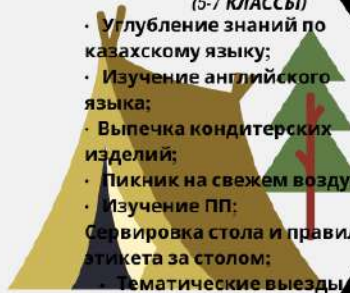 (5-7 КЛАССЫ)
· Углубление знаний по
казахскому языку;
· Изучение английского
языка;
· Выпечка кондитерских
изделий;
· Пикник на свежем возду
· Изучение ПП;
Сервировка стола и правил
этикета за столом;
· Тематические выезды